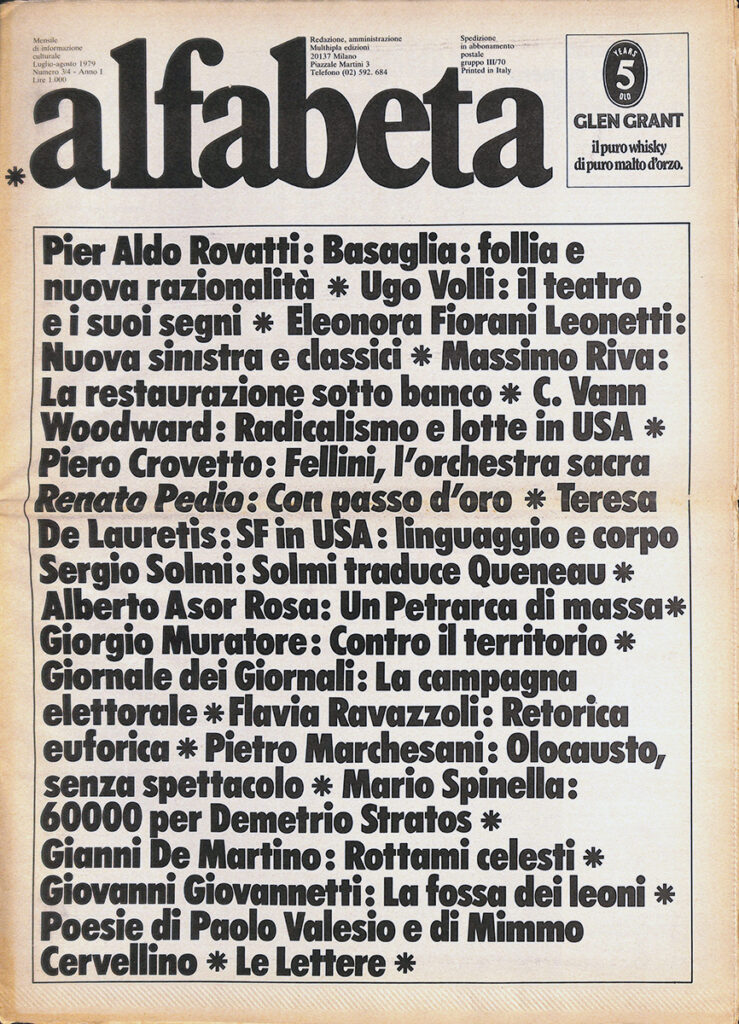 Mensile
di informazione
culturale
Luglio-agosto 1979
Numero 3/4 - Anno 1
Lire 1.000
Redazione, amministrazione
Multhipla edizioni
20137 Milano
Piazzale Martini 3
Telefono (02) 592. 684
Spedizione
in abbonamento
postale
gruppo III/70
Printed in Italy
YEARS
5
OLD
GLEN GRANT
il puro whisky
di puro malto d'orzo.
*alfabeta
Pier Aldo Rovatti: Basaglia: follia e
nuova razionalità * Ugo Volli: il teatro
e i suoi segni * Eleonora Fiorani Leonetti:
Nuova sinistra e classici * Massimo Riva:
La restaurazione sotto banco * C. Vann
Woodward: Radicalismo e lotte in USA *
Piero Crovetto: Fellini, l'orchestra sacra
Renato Pedio: Con passo d'oro * Teresa
De Lauretis: SF in USA: linguaggio e corpo
Sergio Solmi: Solmi traduce Queneau *
Alberto Asor Rosa: Un Petrarca di massa*
Giorgio Muratore: Contro il territorio *
Giornale dei Giornali: La campagna
elettorale * Flavia Ravazzoli: Retorica
euforica * Pietro Marchesani: Olocausto,
senza spettacolo * Mario Spinella:
60000 per Demetrio Stratos *
Gianni De Martino: Rottami celesti *
Giovanni Giovannetti: La fossa dei leoni *
Poesie di Paolo Valesio e di Mimmo
Cervellino * Le Lettere *